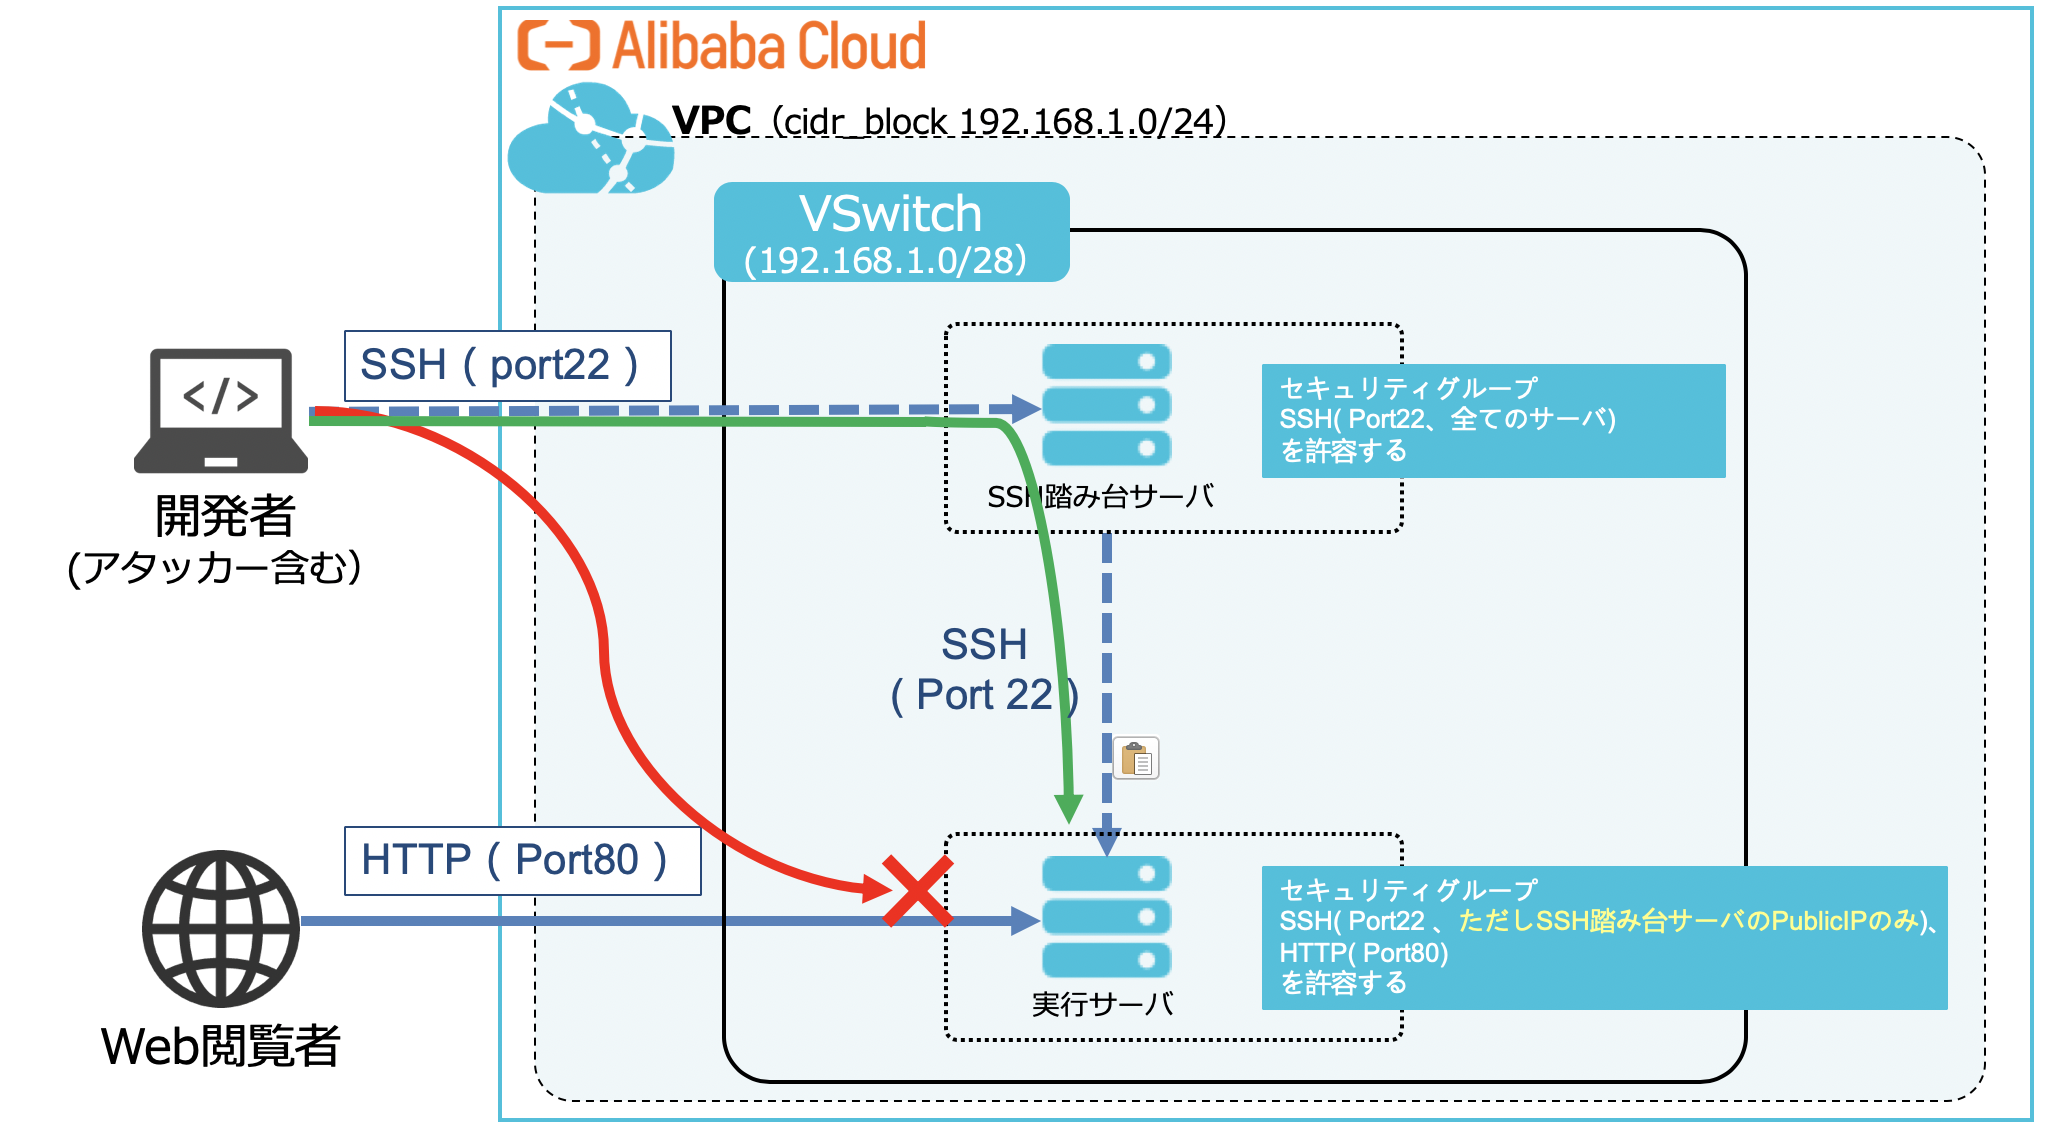 Alibaba Cloud
VPC（cidr_block 192.168.1.0/24）
VSwitch
(192.168.1.0/28）
SSH ( port22 )
セキュリティグループ
SSH( Port22、全てのサーバ)
を許容する
SSH踏み台サーバ
開発者
(アタッカー含む）
SSH
( Port 22 )
HTTP ( Port80 )
セキュリティグループ
SSH( Port22 、ただしSSH踏み台サーバのPublicIPのみ)、
HTTP( Port80)
を許容する
実行サーバ
Web閲覧者